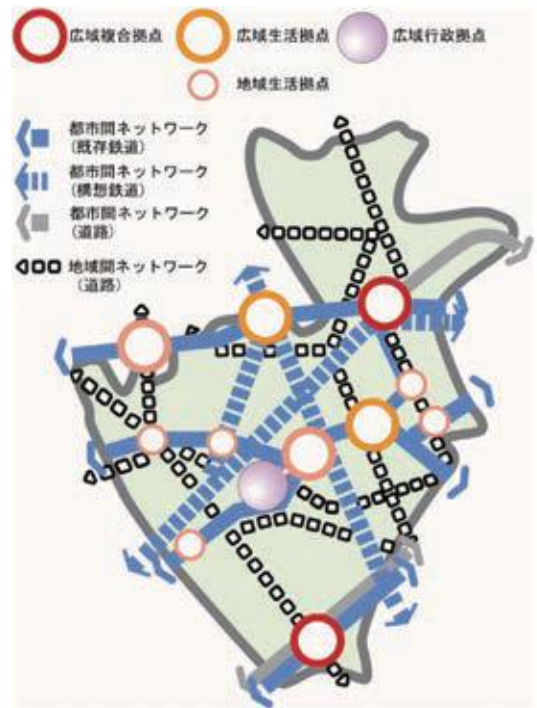 広域複合拠点
広域生活拠点
広域行政拠点
地域生活拠点
都市間ネットワーク
(既存鉄道)
都市間ネットワーク
(構想鉄道)
都市間ネットワーク
(道路)
地域間ネットワーク
(道路)